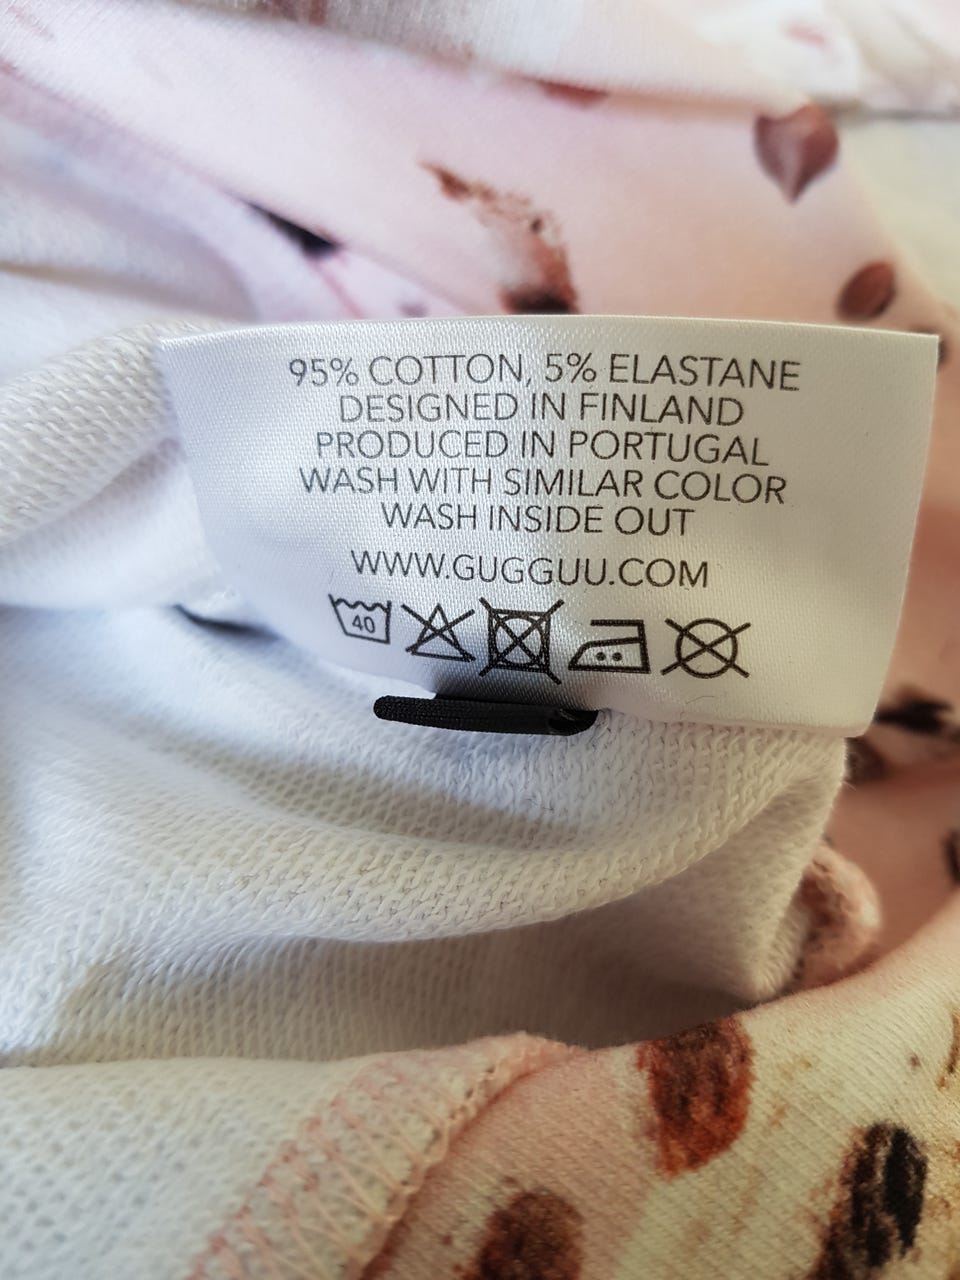 95% COTTON, 5% ELASTANE
DESIGNED IN FINLAND
PRODUCED IN PORTUGAL
WASH WITH SIMILAR COLOR
WASH INSIDE OUT
WWW.GUGGUU.COM
40